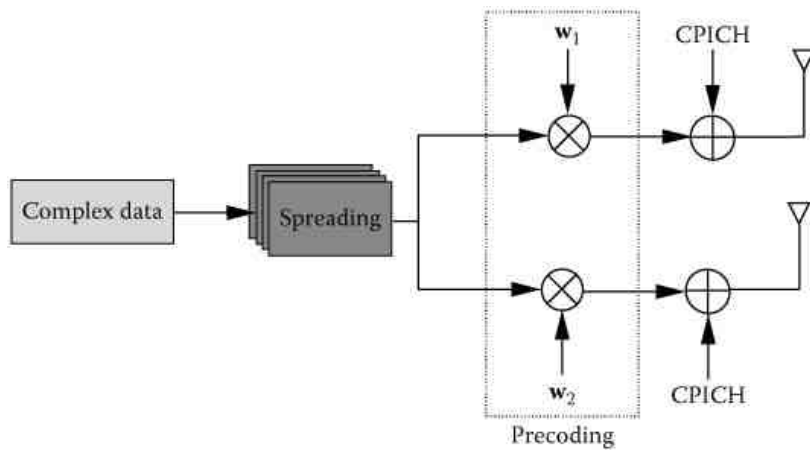 w1
CPICH
Complex data
Spreading
w2
CPICH
Precoding